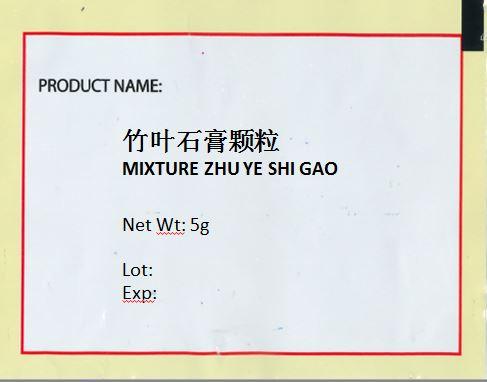 PRODUCT NAME:
竹叶石膏颗粒
MIXTURE ZHU YE SHI GAO
Net Wt: 5g
Lot:
Exp: